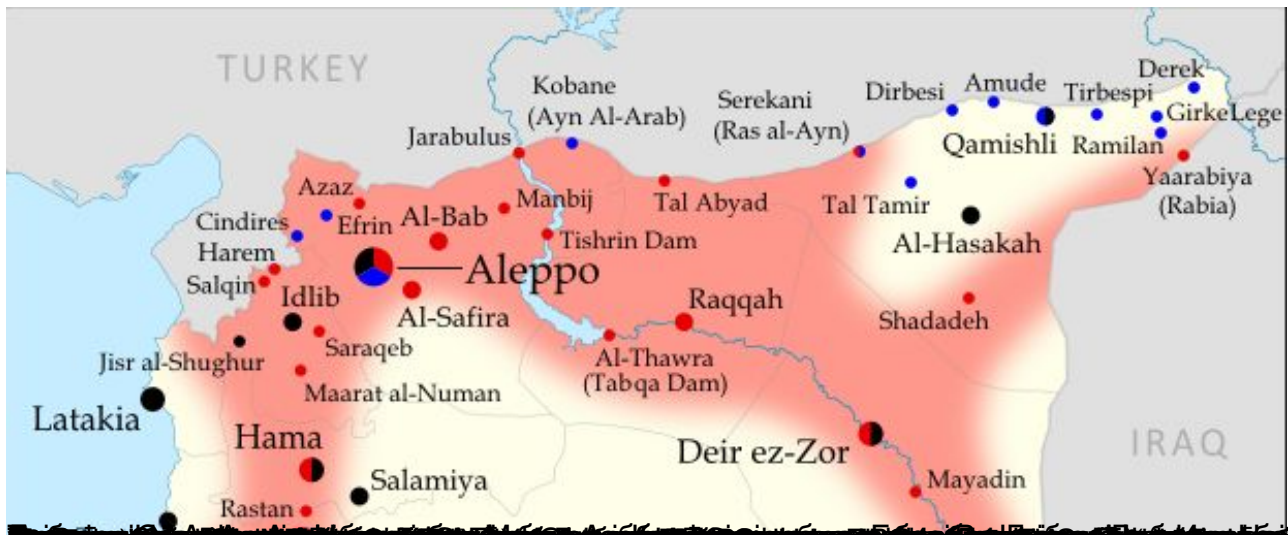 TURKEY
Kobane
(Ayn Al-Arab)
Jarabulus
Serekani
(Ras al-Ayn)
Dirbesi
Amude
Tirbespi
Derek
GirkeLege
Qamishli
Ramilan
Yaarabiya
(Rabia)
Azaz
Cindires
Efrin
Al-Bab
Manbij
Tal Abyad
Tal Tamir
Harem
Tishrin Dam
Al-Hasakah
Salqin
Aleppo
Idlib
Al-Safira
Raqqah
Shadadeh
Saraqeb
Jisr al-Shughur
Al-Thawra
(Tabqa Dam)
Maarat al-Numan
Latakia
Hama
Deir ez-Zor
IRAQ
Salamiya
Mayadin
Rastan